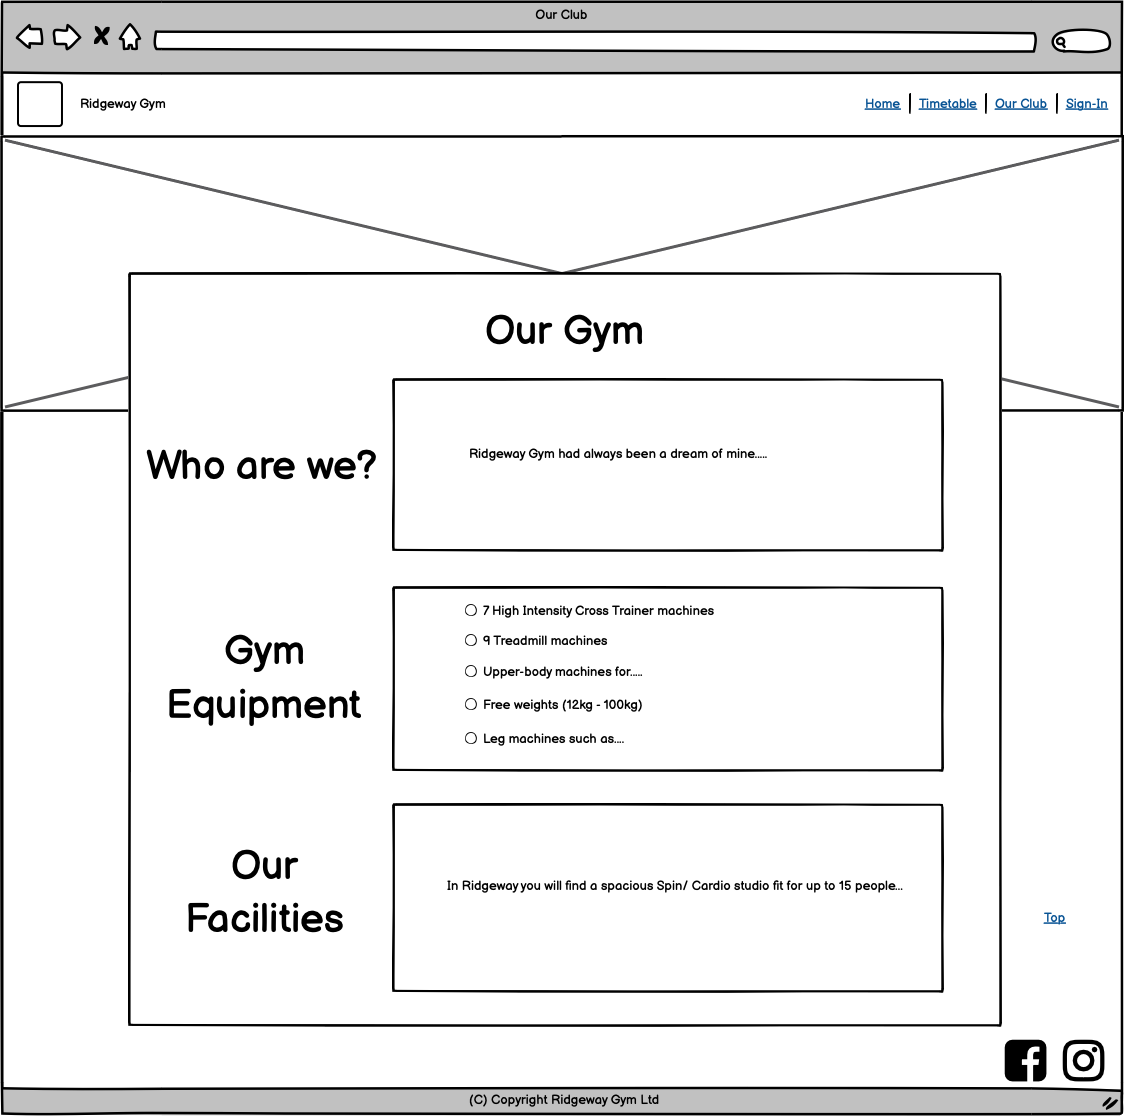 Our Club
Ridgeway Gym
Home
Timetable
Our Club
Sign-In
Our Gym
Who are we?
Ridgeway Gym had always been a dream of mine.....
Gym
Equipment
7 High Intensity Cross Trainer machines
9 Treadmill machines
Upper-body machines for.....
Free weights (12kg - 100kg)
Leg machines such as....
Our
Facilities
In Ridgeway you will find a spacious Spin/ Cardio studio fit for up to 15 people...
Top
(C) Copyright Ridgeway Gym Ltd